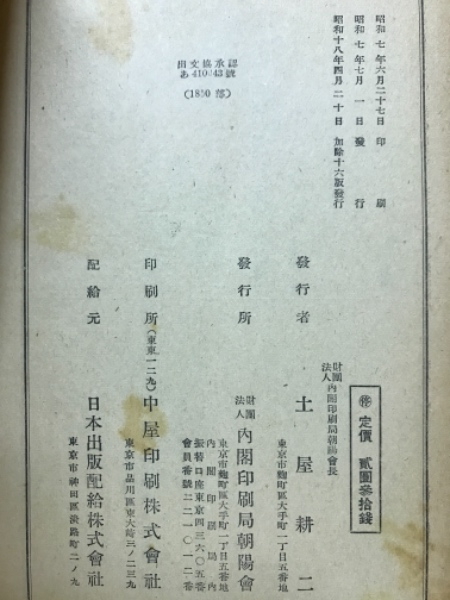 昭和七年六月二十七日印刷
昭和七年七月一日發行
昭和十八年四月二十日加除十六版發行
出文協承認
あ410443號
(1850部)
㊞定價 貳圓參拾錢
發行者
財團法人內閣印刷局朝陽會長
土屋耕二
東京市麴町區大手町一丁目五番地
發行所
財團法人
內閣印刷局朝陽會
東京市麴町區大手町一丁目五番地
內閣印刷局內
振替口座東京四三六〇五番
會員番號二二一〇一二番
印刷所(東東一二九)中屋印刷株式會社
東京市品川區東大崎三ノ二三九
配給元
日本出版配給株式會社
東京市神田區淡路町二ノ九